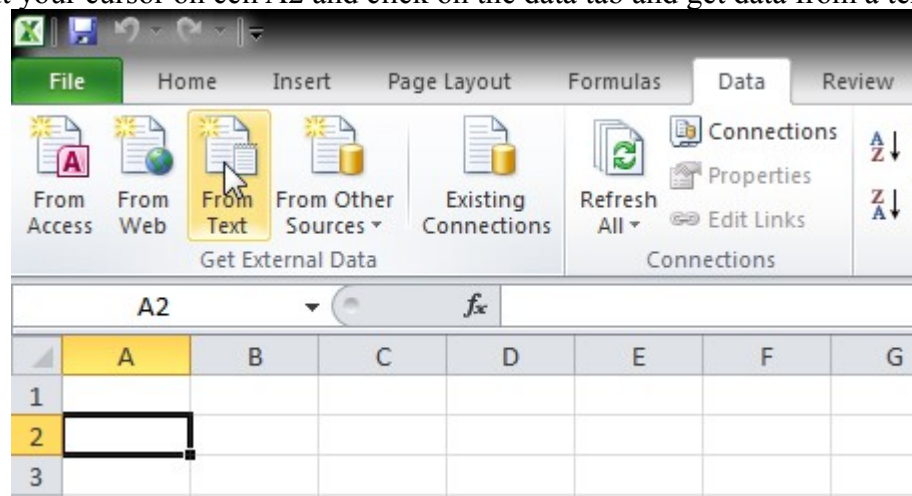 your cursor on cell A2 and click on the data tab and get data from a
File Home Insert Page Layout Formulas Data Review
From Access From Web From Text From Other Sources Existing Connections Refresh All Connections Properties Edit Links A Z Z A
Get External Data Connections
A2 fx
A B C D E F G
1
2
3